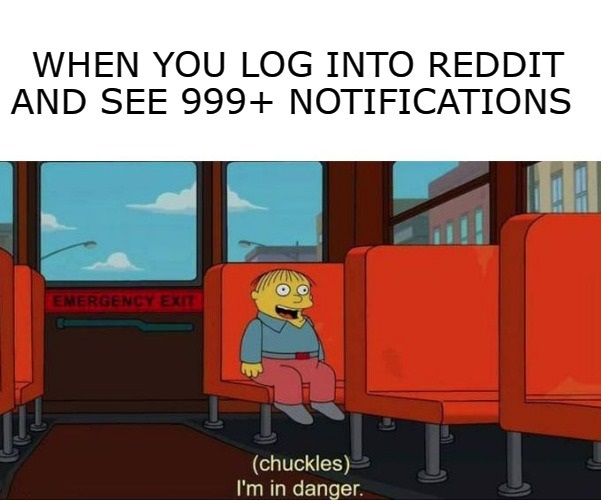 WHEN YOU LOG INTO REDDIT
AND SEE 999+ NOTIFICATIONS
EMERGENCY EXIT
(chuckles)
I'm in danger.